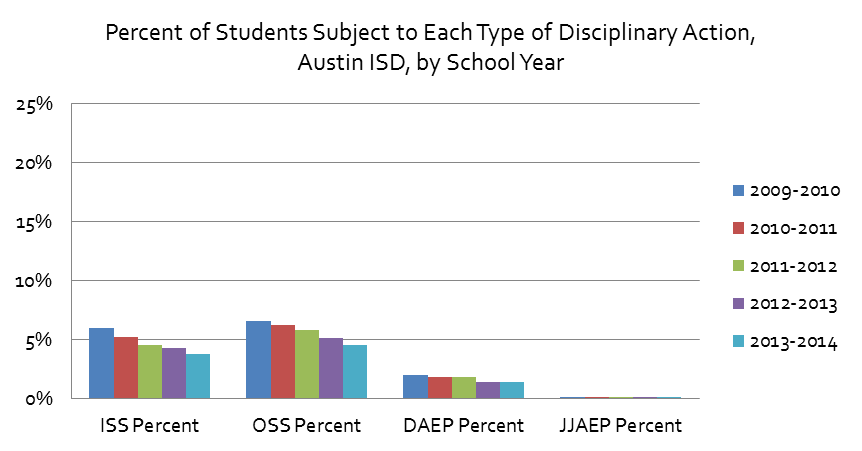 Percent of Students Subject to Each Type of Disciplinary Action,
Austin ISD, by School Year
25%
20%
15%
10%
5%
0%
ISS Percent
OSS Percent
DAEP Percent
JJAEP Percent
2009-2010
2010-2011
2011-2012
2012-2013
2013-2014